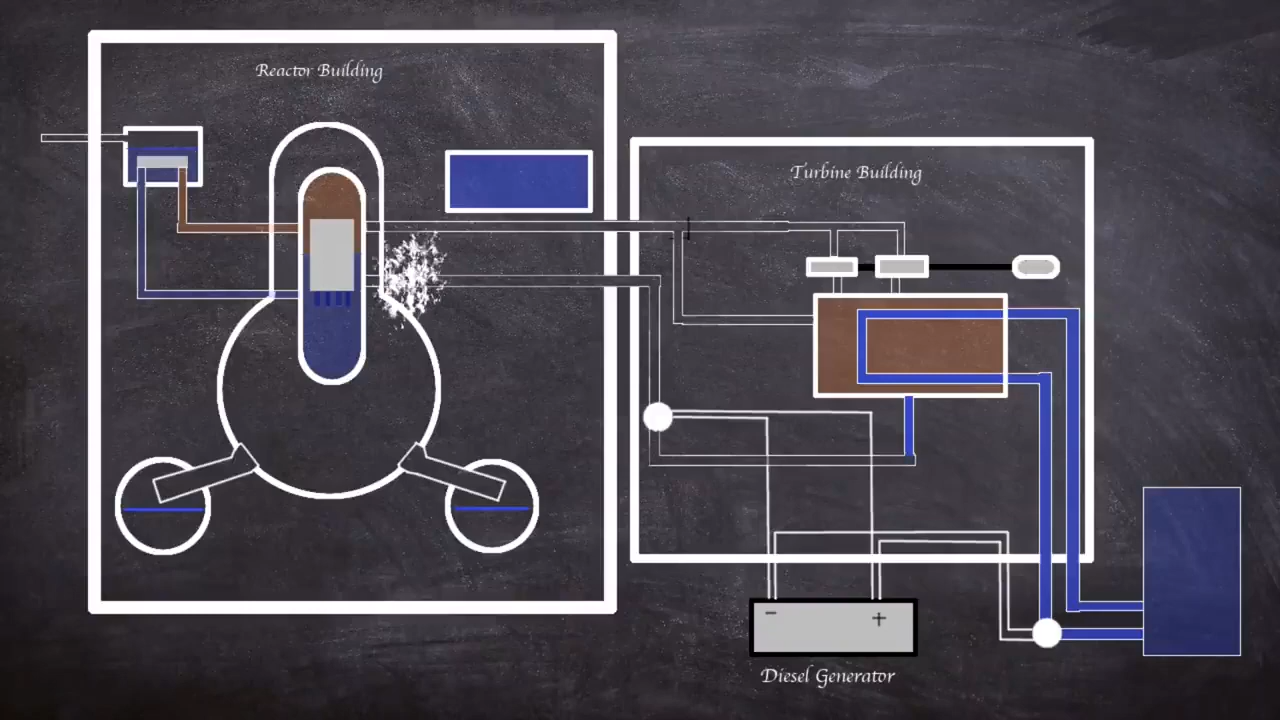 Reactor Building
Turbine Building
- +
Diesel Generator